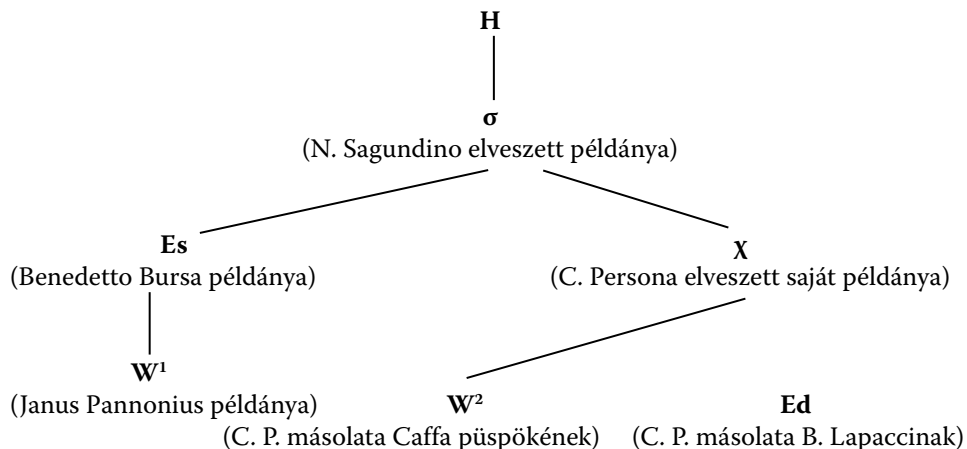 H
σ
(N. Sagundino elveszett példánya)
Es
(Benedetto Bursa példánya)
χ
(C. Persona elveszett saját példánya)
W¹
(Janus Pannonius példánya)
W²
(C. P. másolata Caffa püspökének)
Ed
(C. P. másolata B. Lapaccinak)